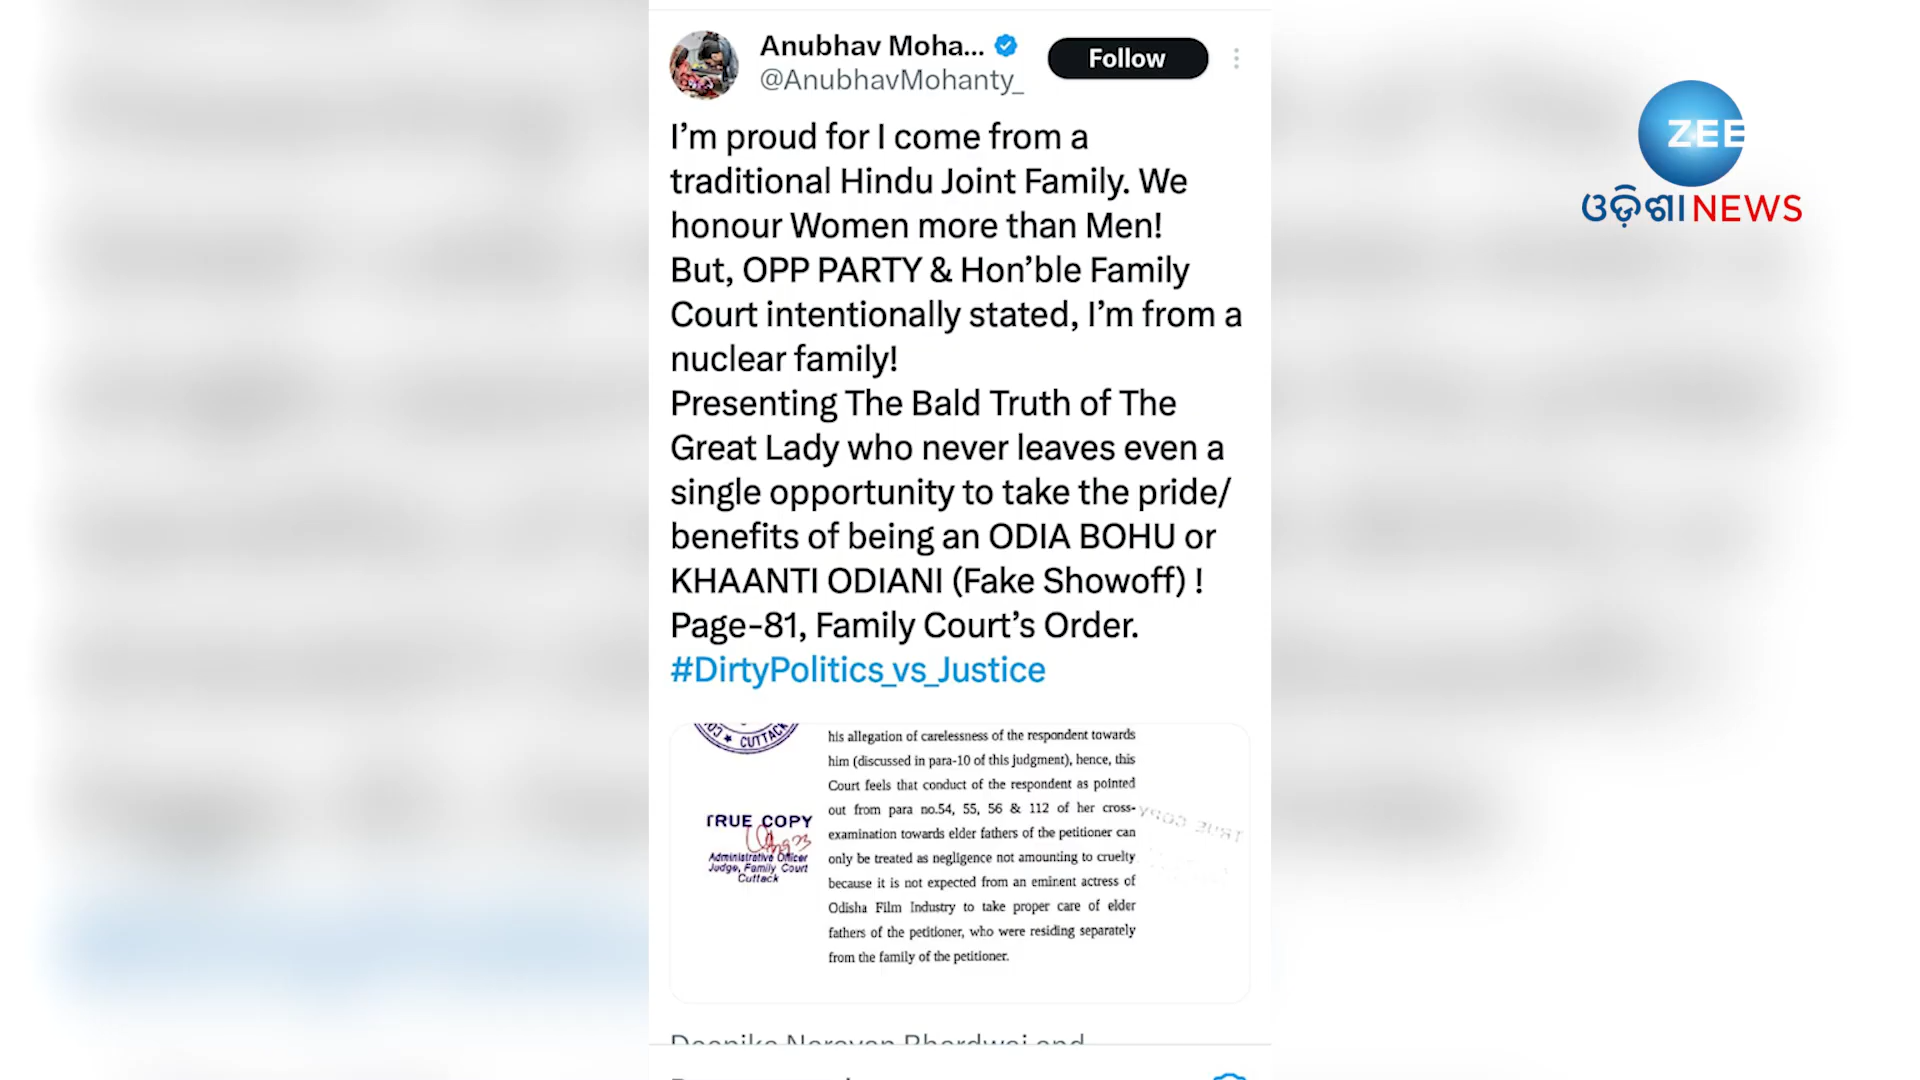 Anubhav Moha...
@AnubhavMohanty_
Follow
ZEE
ଓଡ଼ିଶା NEWS
I’m proud for I come from a
traditional Hindu Joint Family. We
honour Women more than Men!
But, OPP PARTY & Hon’ble Family
Court intentionally stated, I’m from a
nuclear family!
Presenting The Bald Truth of The
Great Lady who never leaves even a
single opportunity to take the pride/
benefits of being an ODIA BOHU or
KHAANTI ODIANI (Fake Showoff) !
Page-81, Family Court’s Order.
#DirtyPolitics_vs_Justice
CUTTACK
TRUE COPY
Administrative Officer
Judge, Family Court
Cuttack
his allegation of carelessness of the respondent towards
him (discussed in para-10 of this judgment), hence, this
Court feels that conduct of the respondent as pointed
out from para no.54, 55, 56 & 112 of her cross-
examination towards elder fathers of the petitioner can
only be treated as negligence not amounting to cruelty
because it is not expected from an eminent actress of
Odisha Film Industry to take proper care of elder
fathers of the petitioner, who were residing separately
from the family of the petitioner.
TRUE COPY
Deepika Narayan Bhardwaj and